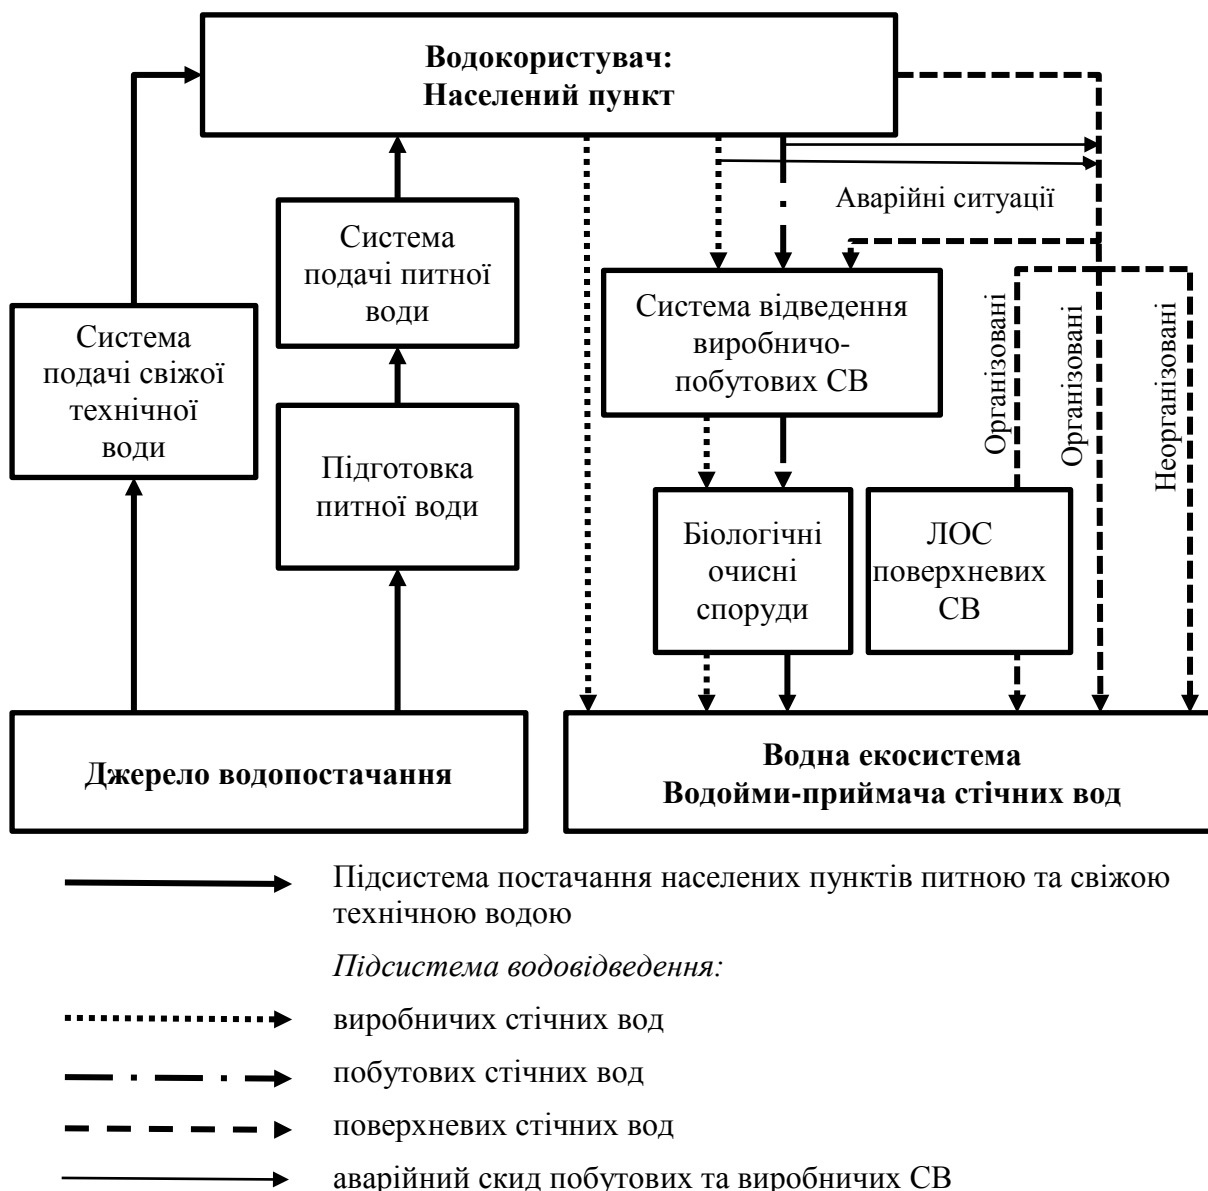 Водокористувач:
Населений пункт
Аварійні ситуації
Система
подачі питної
води
Система відведення
виробничо-
побутових СВ
Організовані
Організовані
Неорганізовані
Система
подачі свіжої
технічної
води
Підготовка
питної води
Біологічні
очисні
споруди
ЛОС
поверхневих
СВ
Джерело водопостачання
Водна екосистема
Водойми-приймача стічних вод
Підсистема постачання населених пунктів питною та свіжою
технічною водою
Підсистема водовідведення:
виробничих стічних вод
побутових стічних вод
поверхневих стічних вод
аварійний скид побутових та виробничих СВ